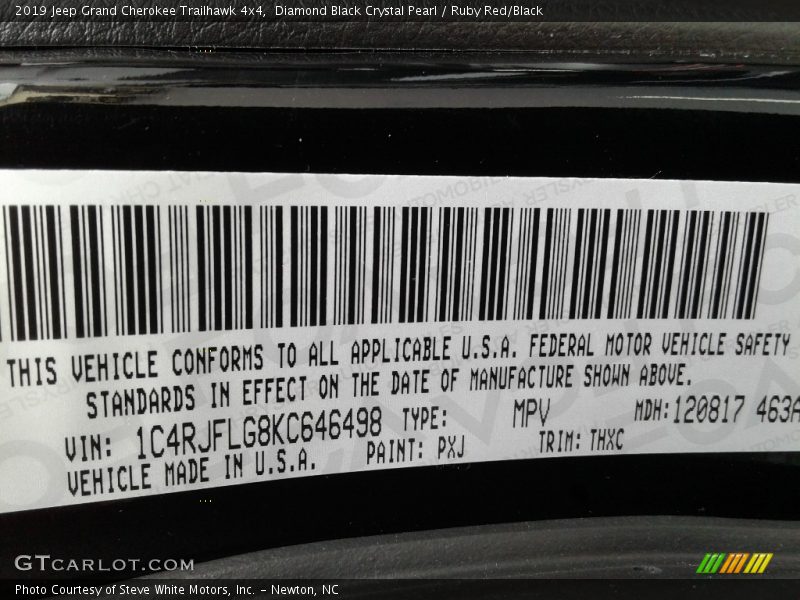 2019 Jeep Grand Cherokee Trailhawk 4x4,  Diamond Black Crystal Pearl / Ruby Red/Black
THIS VEHICLE CONFORMS TO ALL APPLICABLE U.S.A. FEDERAL MOTOR VEHICLE SAFETY
STANDARDS IN EFFECT ON THE DATE OF MANUFACTURE SHOWN ABOVE.
VIN: 1C4RJFLG8KC646498 TYPE: MPV MDH:120817 463A
VEHICLE MADE IN U.S.A. PAINT: PXJ TRIM: THXC
GTCARLOT.COM
Photo Courtesy of Steve White Motors, Inc. – Newton, NC